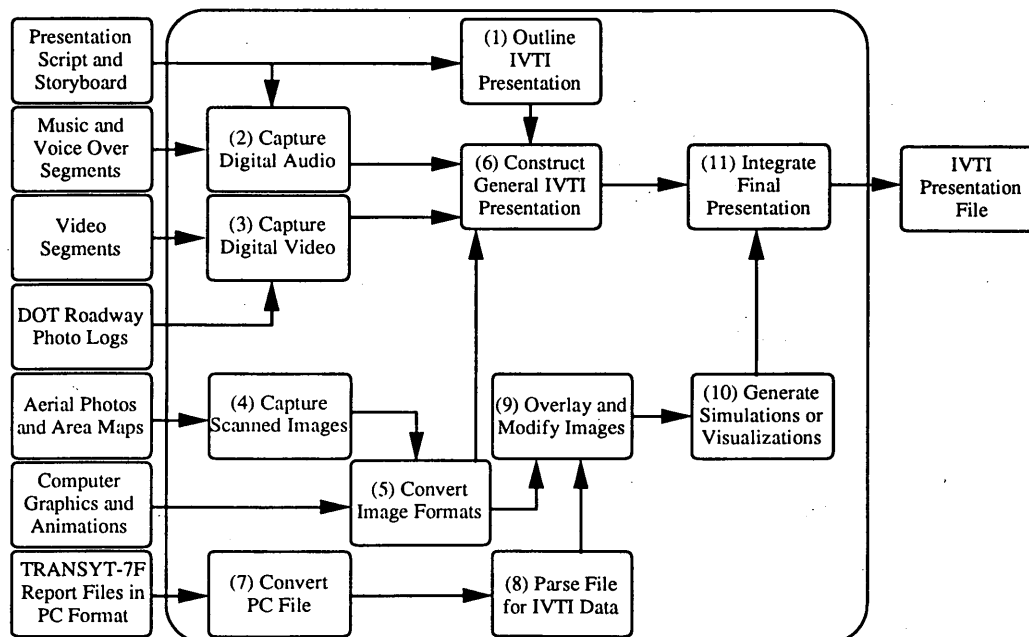 Presentation
Script and
Storyboard
Music and
Voice Over
Segments
Video
Segments
DOT Roadway
Photo Logs
Aerial Photos
and Area Maps
Computer
Graphics and
Animations
TRANSYT-7F
Report Files in
PC Format
(1) Outline
IVTI
Presentation
(2) Capture
Digital Audio
(3) Capture
Digital Video
(4) Capture
Scanned Images
(5) Convert
Image Formats
(6) Construct
General IVTI
Presentation
(7) Convert
PC File
(8) Parse File
for IVTI Data
(9) Overlay and
Modify Images
(10) Generate
Simulations or
Visualizations
(11) Integrate
Final
Presentation
IVTI
Presentation
File